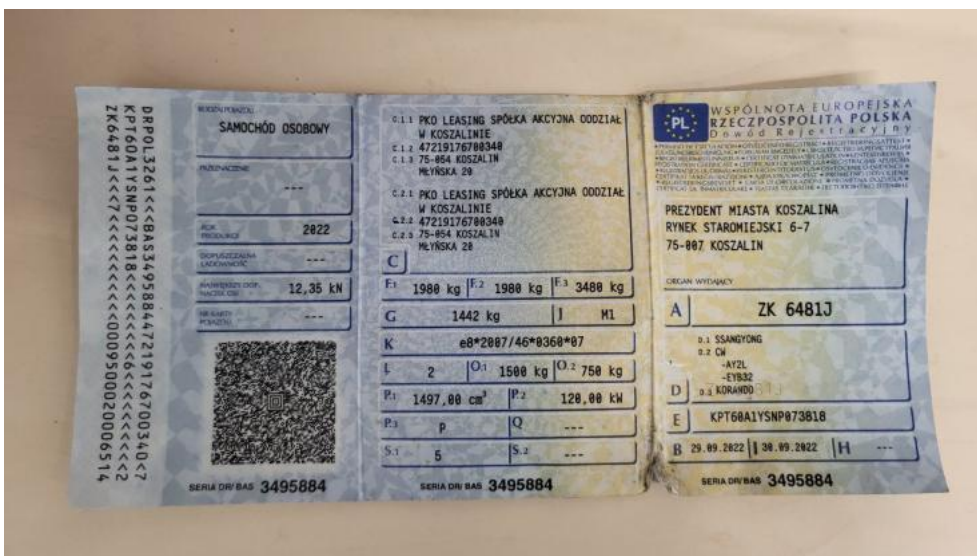 DRPOL3261<<BAS349588447219176700340<7
KPT60A1YSNP073818<<<<<<<6<<<<<<<<<<2
ZK6481J<<<7<<<<<<<<<00095000020006514
RODZAJ POJAZDU
SAMOCHÓD OSOBOWY
PRZEZNACZENIE
---
ROK PRODUKCJI 2022
DOPUSZCZALNA ŁADOWNOŚĆ ---
NAJWIĘKSZY DOP. NACISK OSI 12,35 kN
NR KARTY POJAZDU ---
SERIA DR/ BAS 3495884
C.1.1 PKO LEASING SPÓŁKA AKCYJNA ODDZIAŁ
W KOSZALINIE
C.1.2 47219176700340
C.1.3 75-054 KOSZALIN
MŁYŃSKA 20
C.2.1 PKO LEASING SPÓŁKA AKCYJNA ODDZIAŁ
W KOSZALINIE
C.2.2 47219176700340
C.2.3 75-054 KOSZALIN
MŁYŃSKA 20
C
F.1 1980 kg F.2 1980 kg F.3 3480 kg
G 1442 kg J M1
K e8*2007/46*0360*07
L 2 O.1 1500 kg O.2 750 kg
P.1 1497,00 cm³ P.2 120,00 kW
P.3 P Q ---
S.1 5 S.2 ---
SERIA DR/ BAS 3495884
PL
WSPÓLNOTA EUROPEJSKA
RZECZPOSPOLITA POLSKA
Dowód Rejestracyjny
PREZYDENT MIASTA KOSZALINA
RYNEK STAROMIEJSKI 6-7
75-007 KOSZALIN
ORGAN WYDAJĄCY
A ZK 6481J
D.1 SSANGYONG
D.2 CW
-AY2L
-EYB32
D D.3 KORANDO
E KPT60A1YSNP073818
B 29.09.2022 I 30.09.2022 H ---
SERIA DR/ BAS 3495884